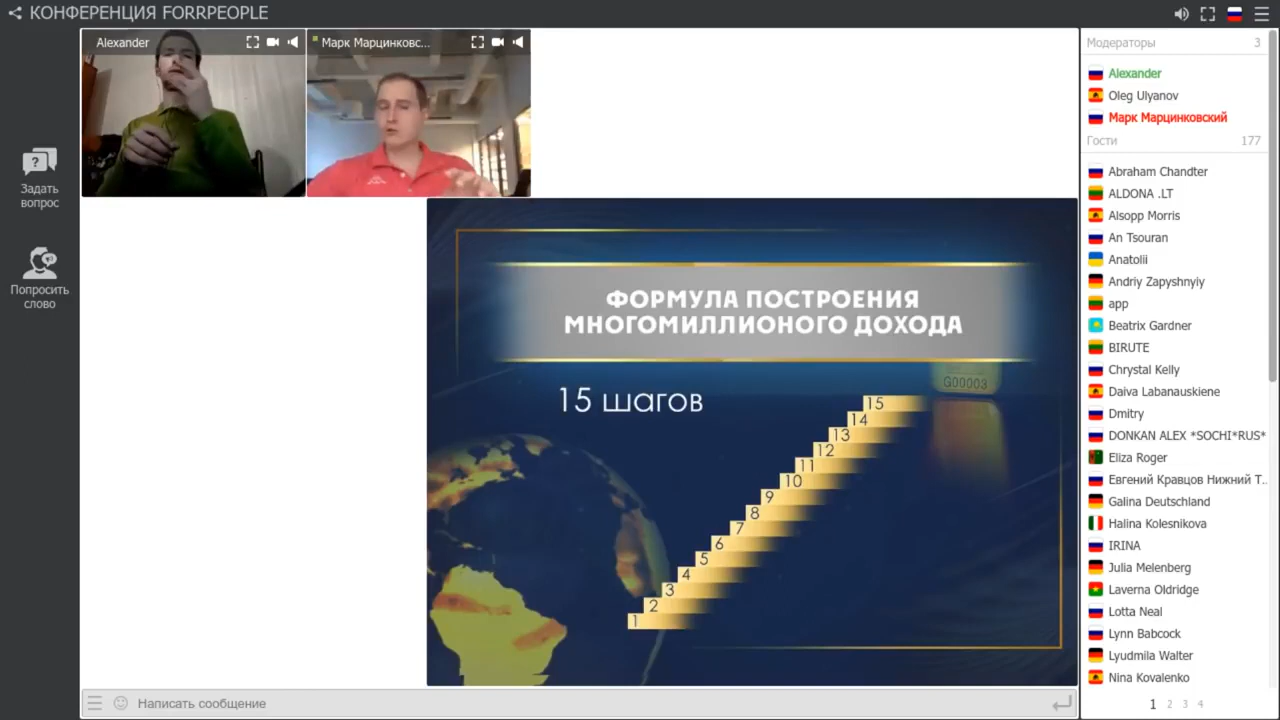 КОНФЕРЕНЦИЯ FORRPEOPLE
Alexander
Марк Марцинковс...
Задать
вопрос
Попросить
слово
ФОРМУЛА ПОСТРОЕНИЯ
МНОГОМИЛЛИОНОГО ДОХОДА
G00003
15 шагов
15
14
13
12
11
10
9
8
7
6
5
4
3
2
1
Написать сообщение
Модераторы 3
Alexander
Oleg Ulyanov
Марк Марцинковский
Гости 177
Abraham Chandter
ALDONA .LT
Alsopp Morris
An Tsouran
Anatolii
Andriy Zapyshnyiy
app
Beatrix Gardner
BIRUTE
Chrystal Kelly
Daiva Labanauskiene
Dmitry
DONKAN ALEX *SOCHI*RUS*
Eliza Roger
Евгений Кравцов Нижний Т..
Galina Deutschland
Halina Kolesnikova
IRINA
Julia Melenberg
Laverna Oldridge
Lotta Neal
Lynn Babcock
Lyudmila Walter
Nina Kovalenko
1 2 3 4